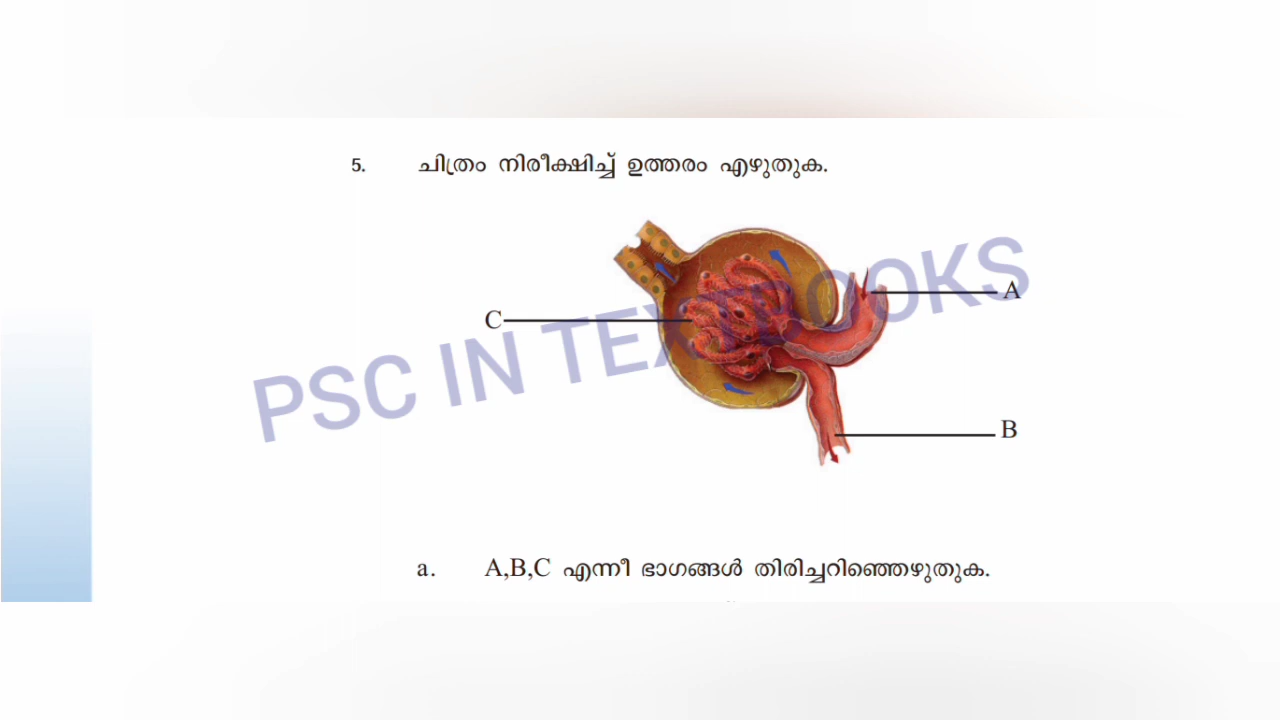 5. ചിത്രം നിരീക്ഷിച്ച് ഉത്തരം എഴുതുക.
A
C
PSC IN TEXTBOOKS
B
a. A,B,C എന്നീ ഭാഗങ്ങൾ തിരിച്ചറിഞ്ഞെഴുതുക.